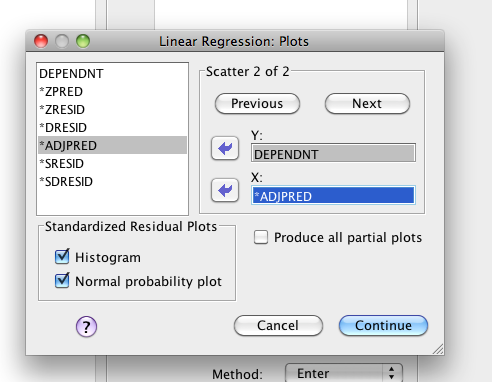 Linear Regression: Plots
DEPENDNT
*ZPRED
*ZRESID
*DRESID
*ADJPRED
*SRESID
*SDRESID
Scatter 2 of 2
Previous
Next
Y:
DEPENDNT
X:
*ADJPRED
Standardized Residual Plots
Histogram
Normal probability plot
Produce all partial plots
?
Cancel
Continue
Method:
Enter